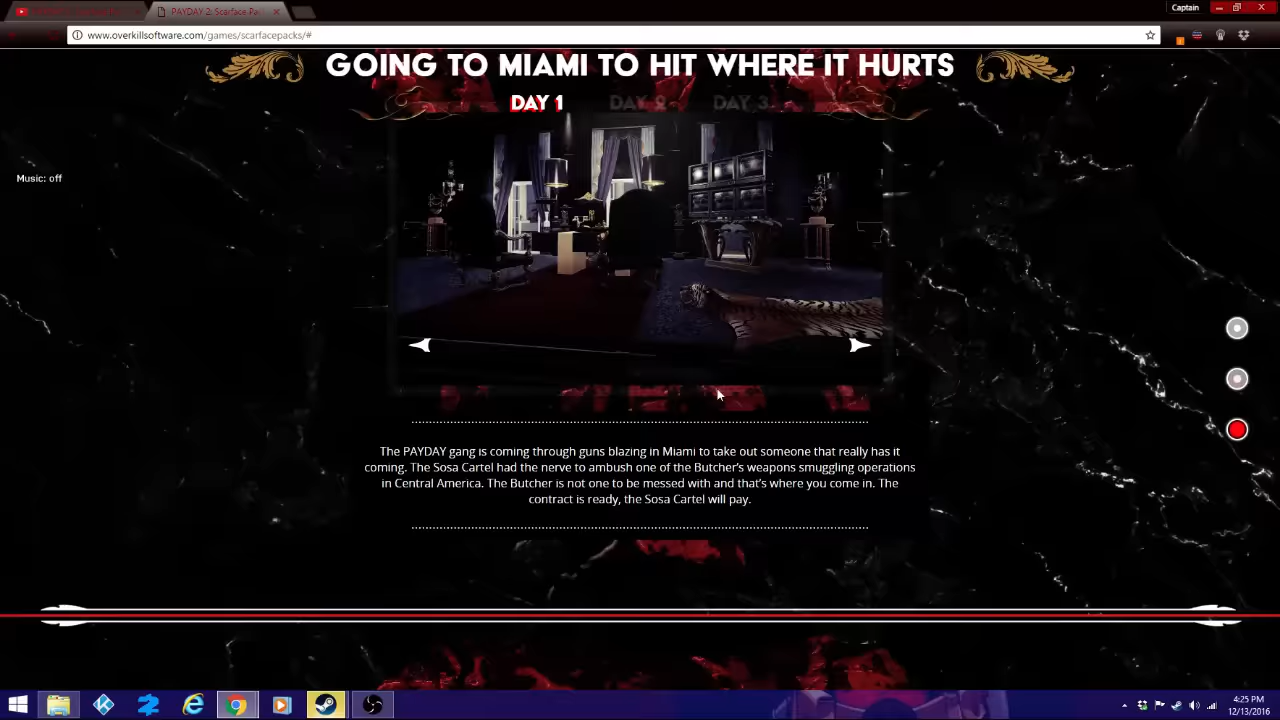 PAYDAY 2: Scarface Pa
Captain
www.overkillsoftware.com/games/scarfacepacks/#
GOING TO MIAMI TO HIT WHERE IT HURTS
DAY 1 DAY 2 DAY 3
Music: off
The PAYDAY gang is coming through guns blazing in Miami to take out someone that really has it
coming. The Sosa Cartel had the nerve to ambush one of the Butcher's weapons smuggling operations
in Central America. The Butcher is not one to be messed with and that's where you come in. The
contract is ready, the Sosa Cartel will pay.
4:25 PM
12/13/2016